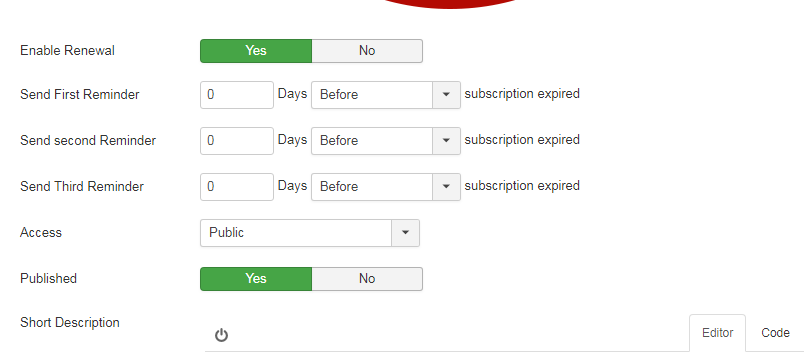 Enable Renewal Yes No
Send First Reminder 0 Days Before subscription expired
Send second Reminder 0 Days Before subscription expired
Send Third Reminder 0 Days Before subscription expired
Access Public
Published Yes No
Short Description Editor Code